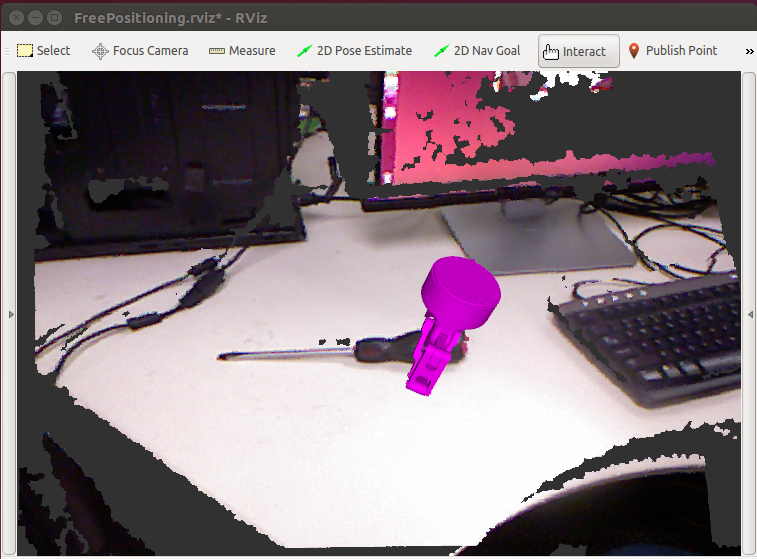 FreePositioning.rviz* - RViz
Select Focus Camera Measure 2D Pose Estimate 2D Nav Goal Interact Publish Point »